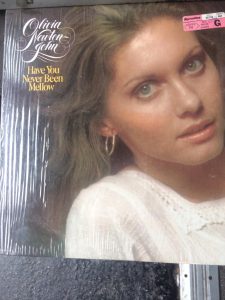 Olivia
Newton-
John
Have You
Never Been
Mellow
G